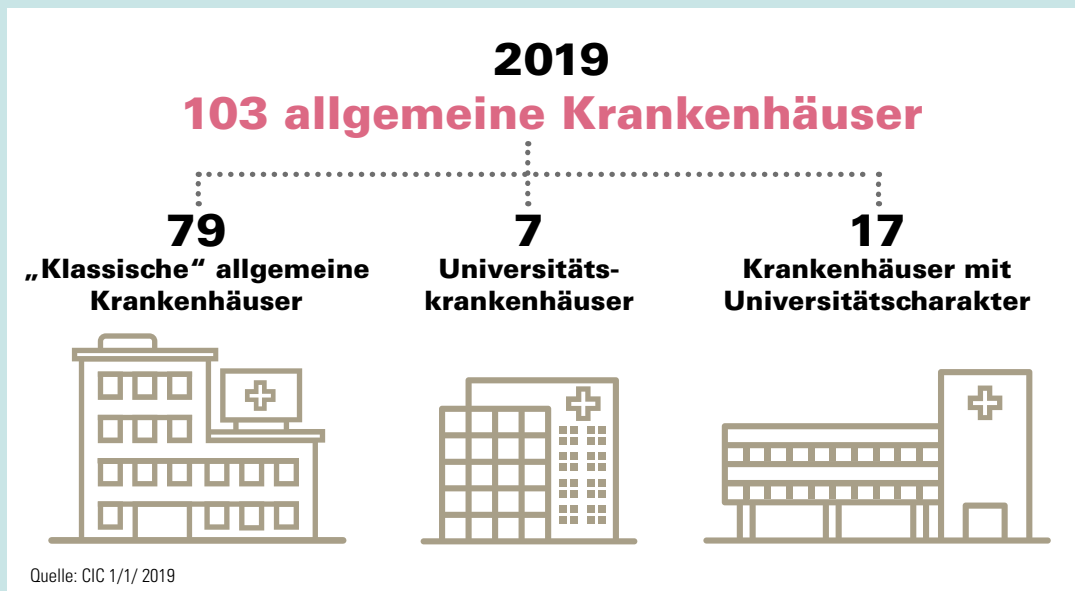 2019
103 allgemeine Krankenhäuser
79
„Klassische“ allgemeine
Krankenhäuser
7
Universitäts-
krankenhäuser
17
Krankenhäuser mit
Universitätscharakter
Quelle: CIC 1/1/ 2019